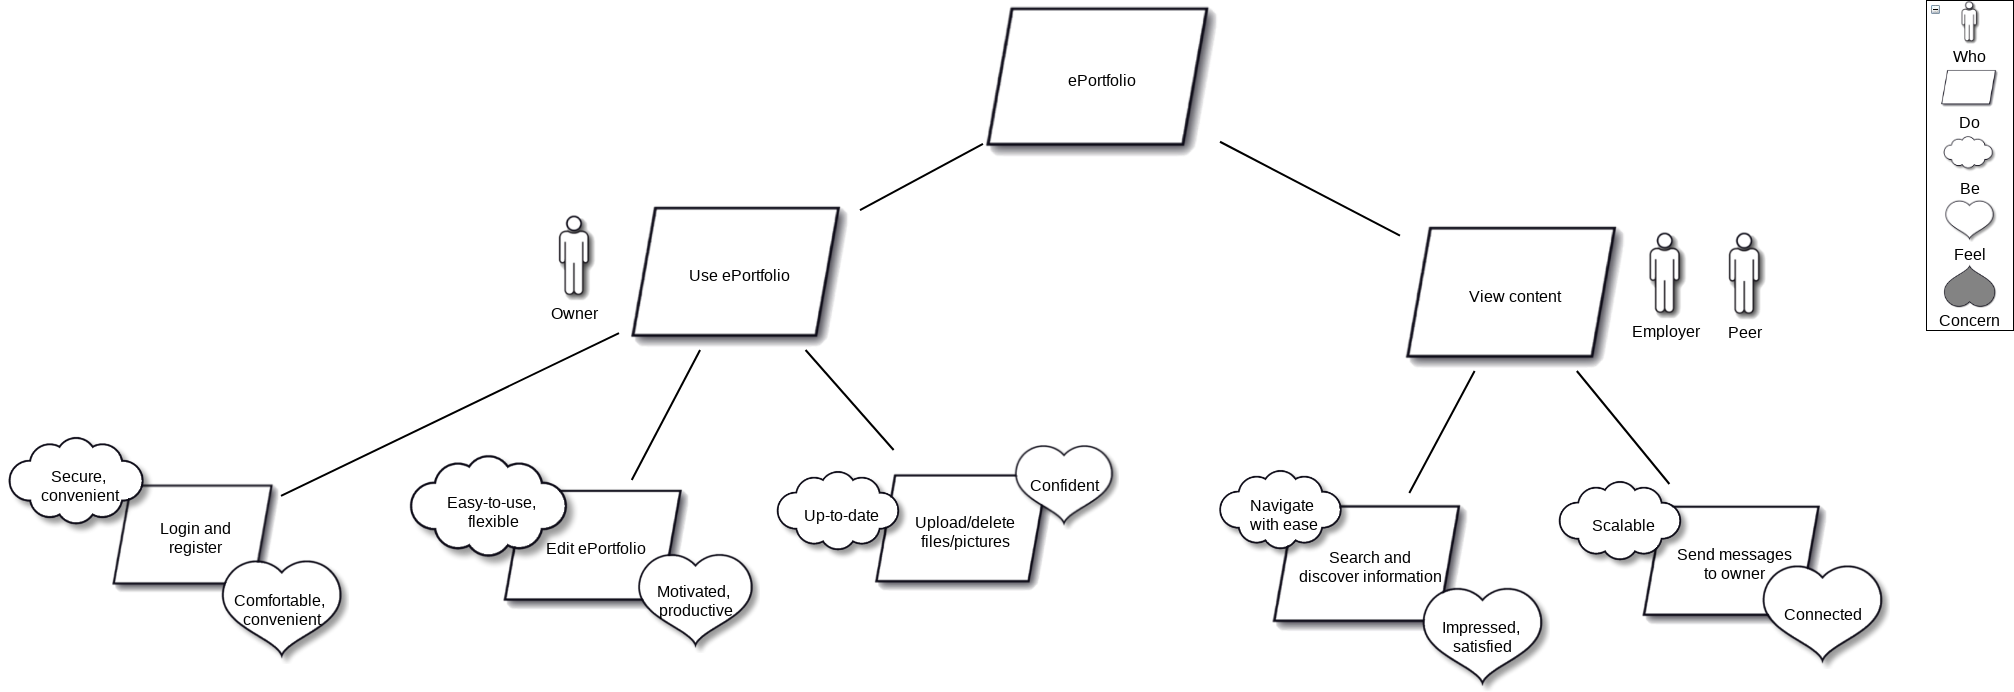 ePortfolio
Who
Do
Be
Feel
Concern
Use ePortfolio
Owner
View content
Employer
Peer
Secure,
convenient
Login and
register
Comfortable,
convenient
Easy-to-use,
flexible
Edit ePortfolio
Motivated,
productive
Up-to-date
Upload/delete
files/pictures
Confident
Navigate
with ease
Search and
discover information
Impressed,
satisfied
Scalable
Send messages
to owner
Connected